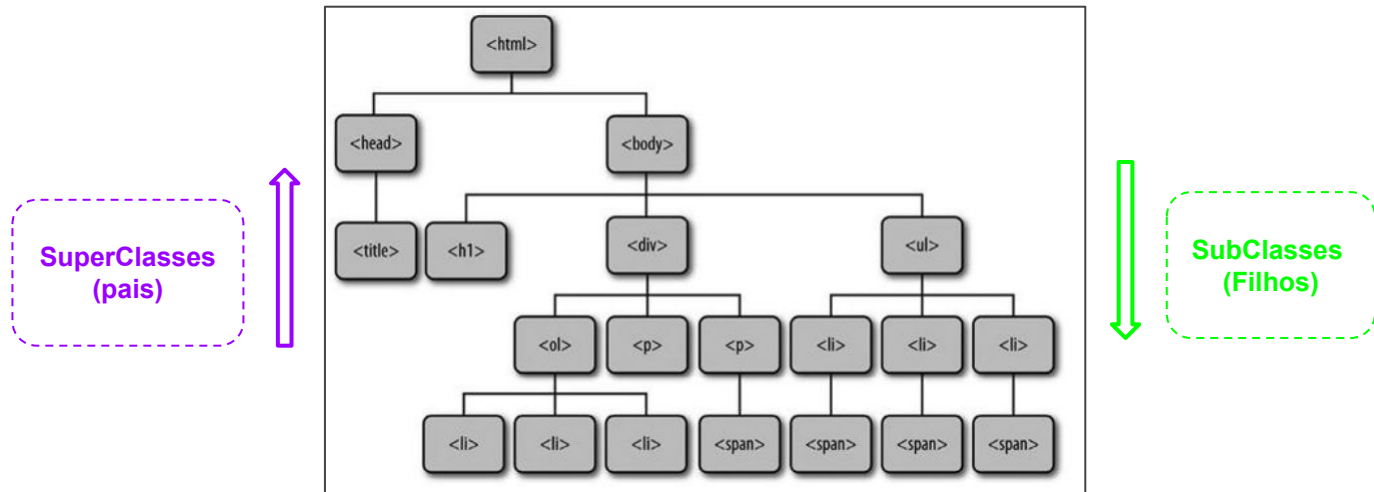 <html>
<head>
<body>
SuperClasses
(pais)
<title>
<h1>
<div>
<ul>
SubClasses
(Filhos)
<ol>
<p>
<p>
<li>
<li>
<li>
<li>
<li>
<li>
<span>
<span>
<span>
<span>